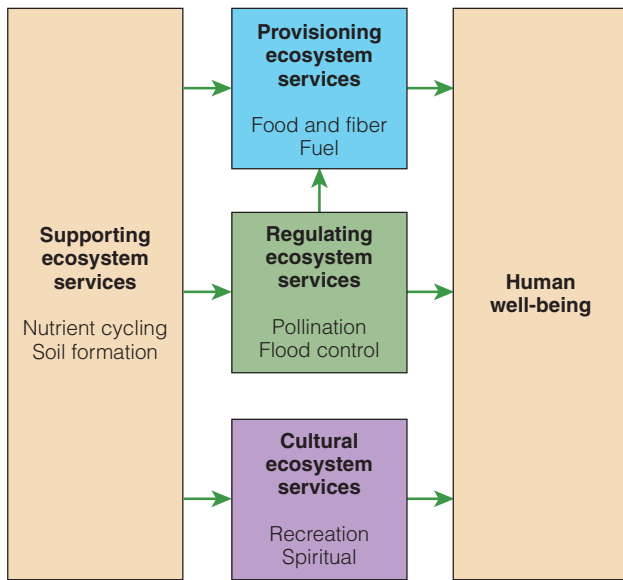 Supporting
ecosystem
services
Nutrient cycling
Soil formation
Provisioning
ecosystem
services
Food and fiber
Fuel
Regulating
ecosystem
services
Pollination
Flood control
Cultural
ecosystem
services
Recreation
Spiritual
Human
well-being